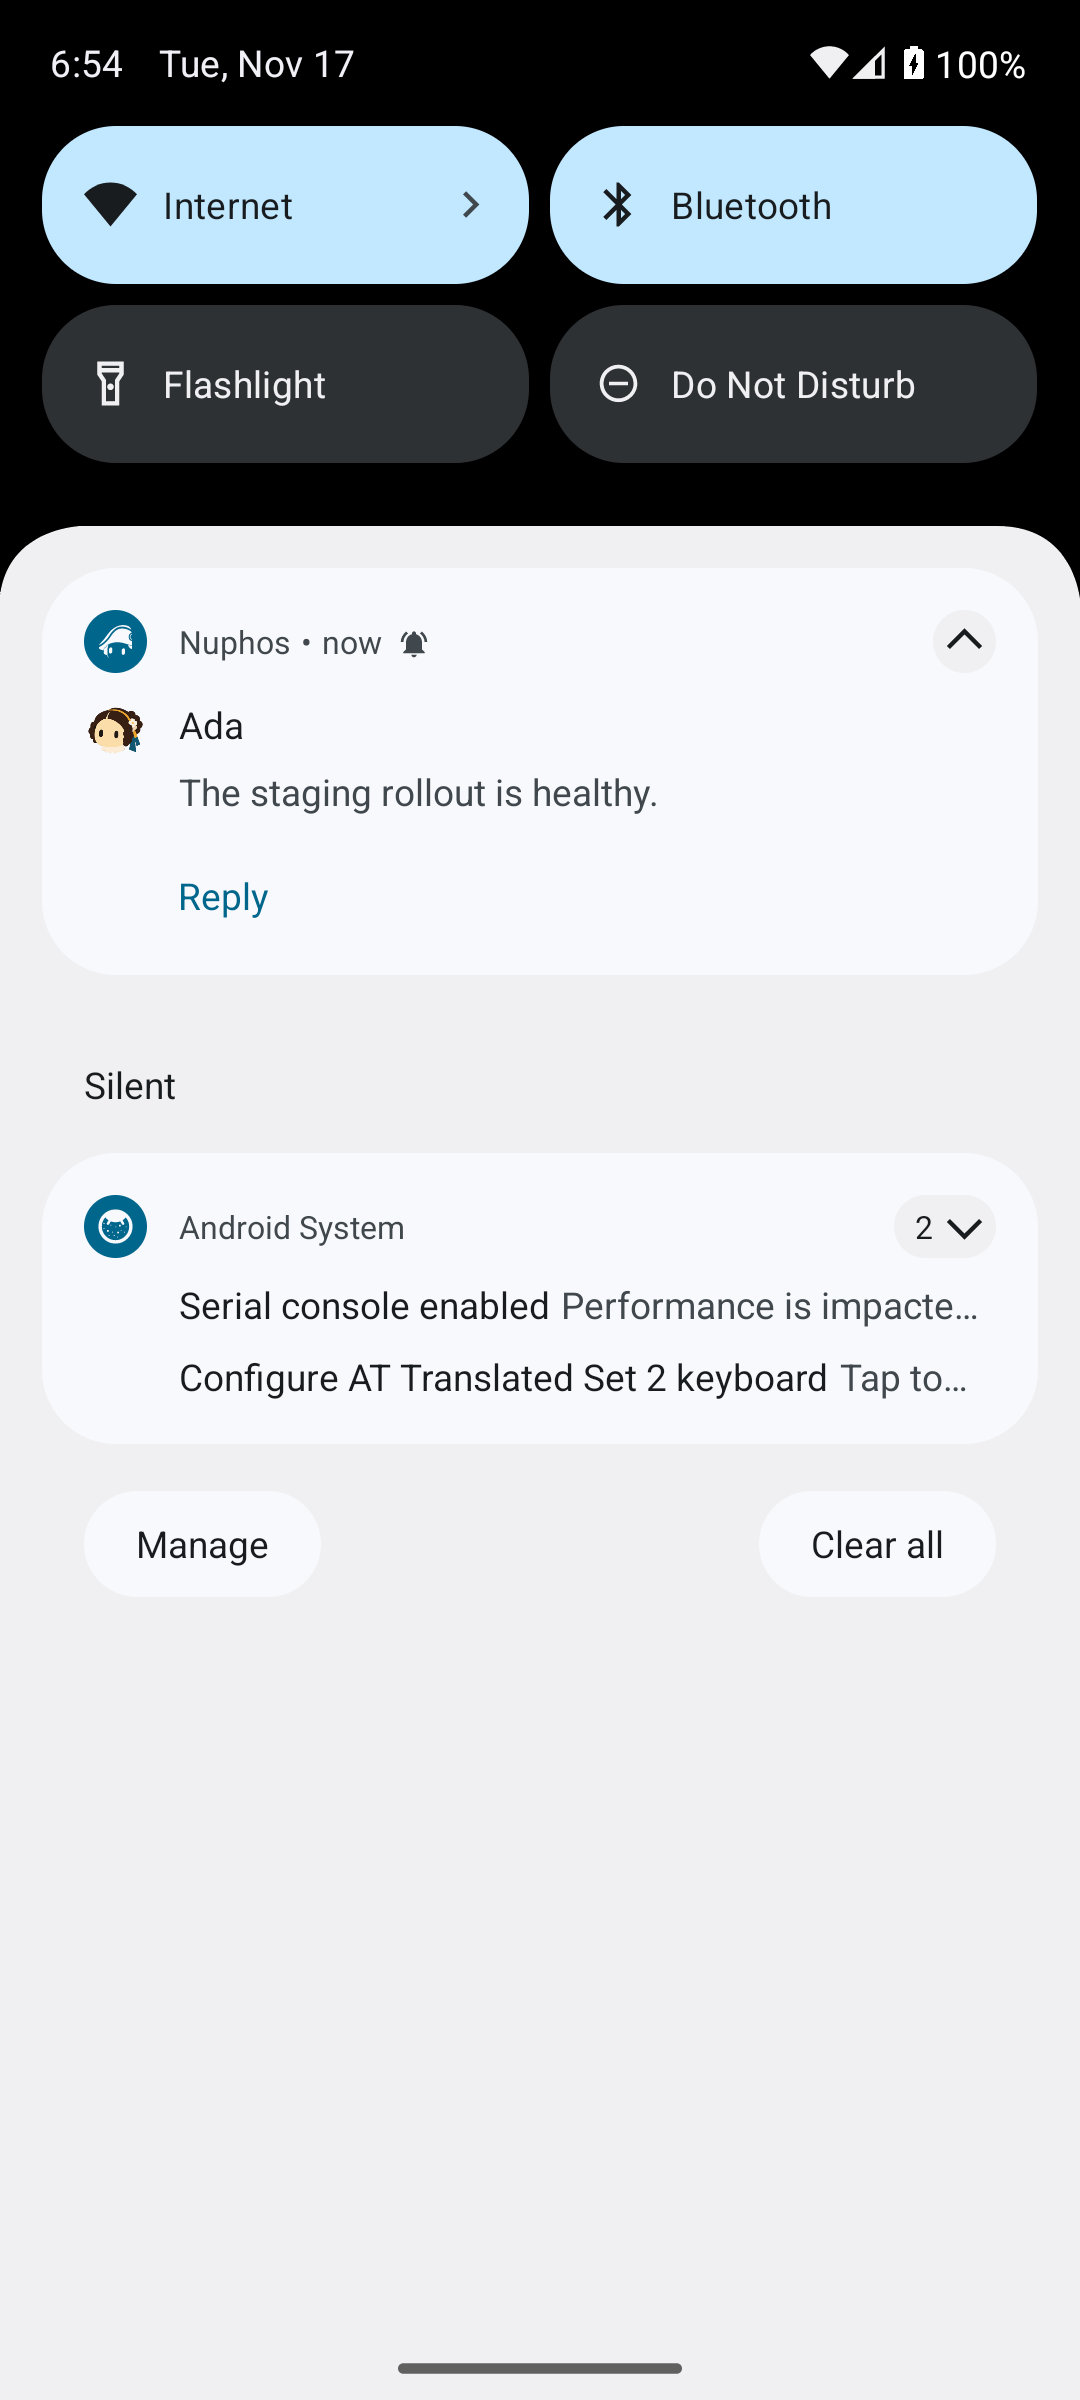 6:54 Tue, Nov 17 100%
Internet
Bluetooth
Flashlight
Do Not Disturb
Nuphos • now
Ada
The staging rollout is healthy.
Reply
Silent
Android System 2
Serial console enabled Performance is impacte…
Configure AT Translated Set 2 keyboard Tap to…
Manage
Clear all